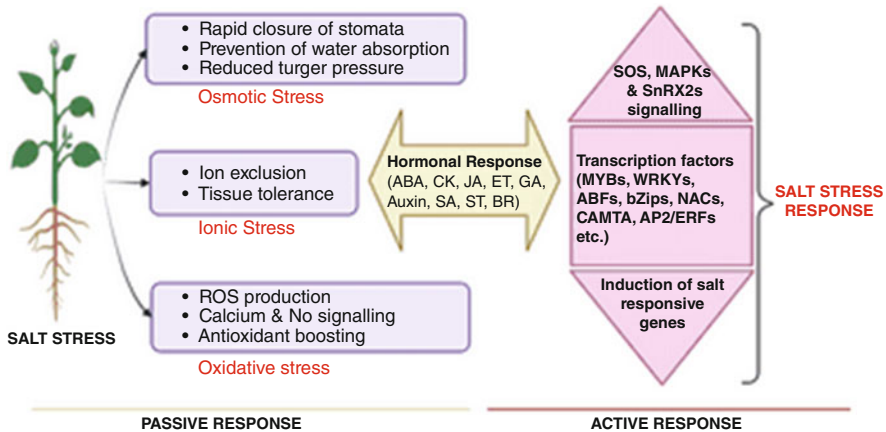 • Rapid closure of stomata
• Prevention of water absorption
• Reduced turger pressure
Osmotic Stress
• Ion exclusion
• Tissue tolerance
Ionic Stress
• ROS production
• Calcium & No signalling
• Antioxidant boosting
Oxidative stress
SALT STRESS
Hormonal Response
(ABA, CK, JA, ET, GA,
Auxin, SA, ST, BR)
SOS, MAPKs
& SnRX2s
signalling
Transcription factors
(MYBs, WRKYs,
ABFs, bZips, NACs,
CAMTA, AP2/ERFs
etc.)
Induction of salt
responsive
genes
SALT STRESS
RESPONSE
PASSIVE RESPONSE
ACTIVE RESPONSE